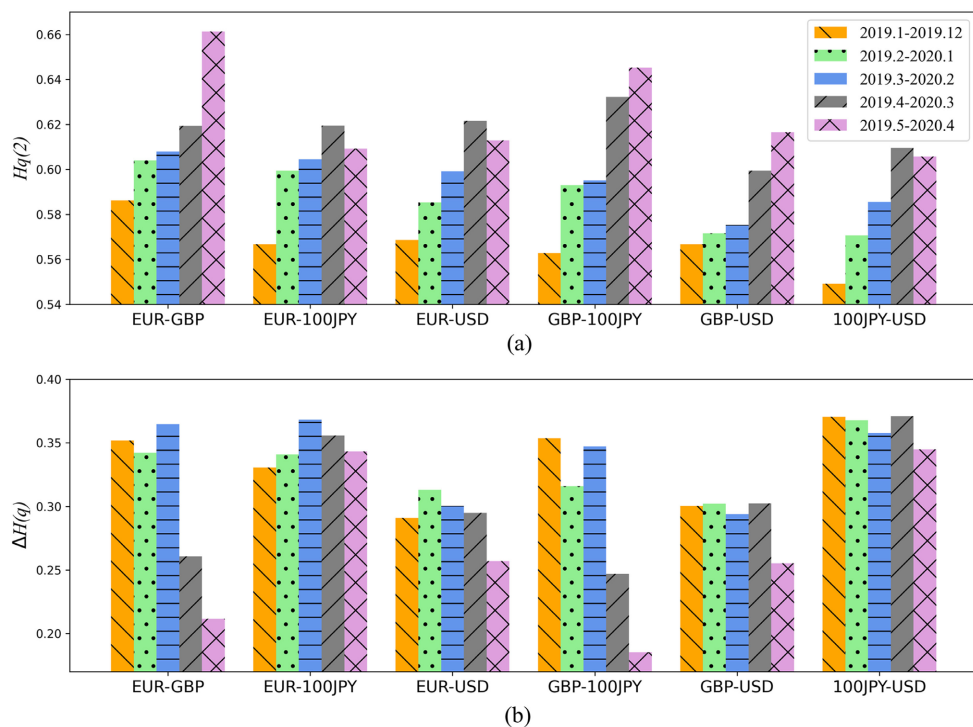 0.66
0.64
0.62
0.60
0.58
0.56
0.54
Hq(2)
2019.1-2019.12
2019.2-2020.1
2019.3-2020.2
2019.4-2020.3
2019.5-2020.4
EUR-GBP EUR-100JPY EUR-USD GBP-100JPY GBP-USD 100JPY-USD
(a)
0.40
0.35
0.30
0.25
0.20
ΔH(q)
EUR-GBP EUR-100JPY EUR-USD GBP-100JPY GBP-USD 100JPY-USD
(b)